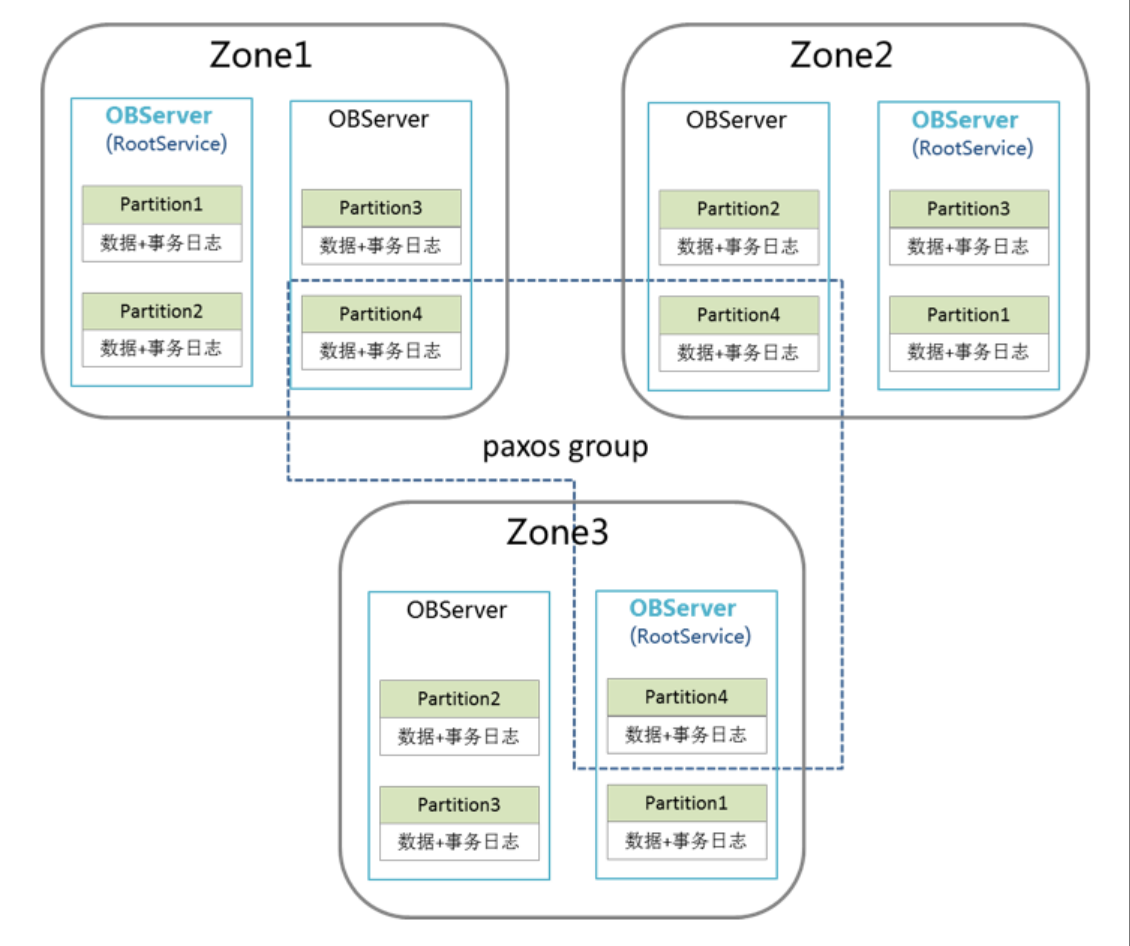 Zone1
OBServer
(RootService)
Partition1
数据+事务日志
Partition2
数据+事务日志
OBServer
Partition3
数据+事务日志
Partition4
数据+事务日志
Zone2
OBServer
Partition2
数据+事务日志
Partition4
数据+事务日志
OBServer
(RootService)
Partition3
数据+事务日志
Partition1
数据+事务日志
paxos group
Zone3
OBServer
Partition2
数据+事务日志
Partition3
数据+事务日志
OBServer
(RootService)
Partition4
数据+事务日志
Partition1
数据+事务日志